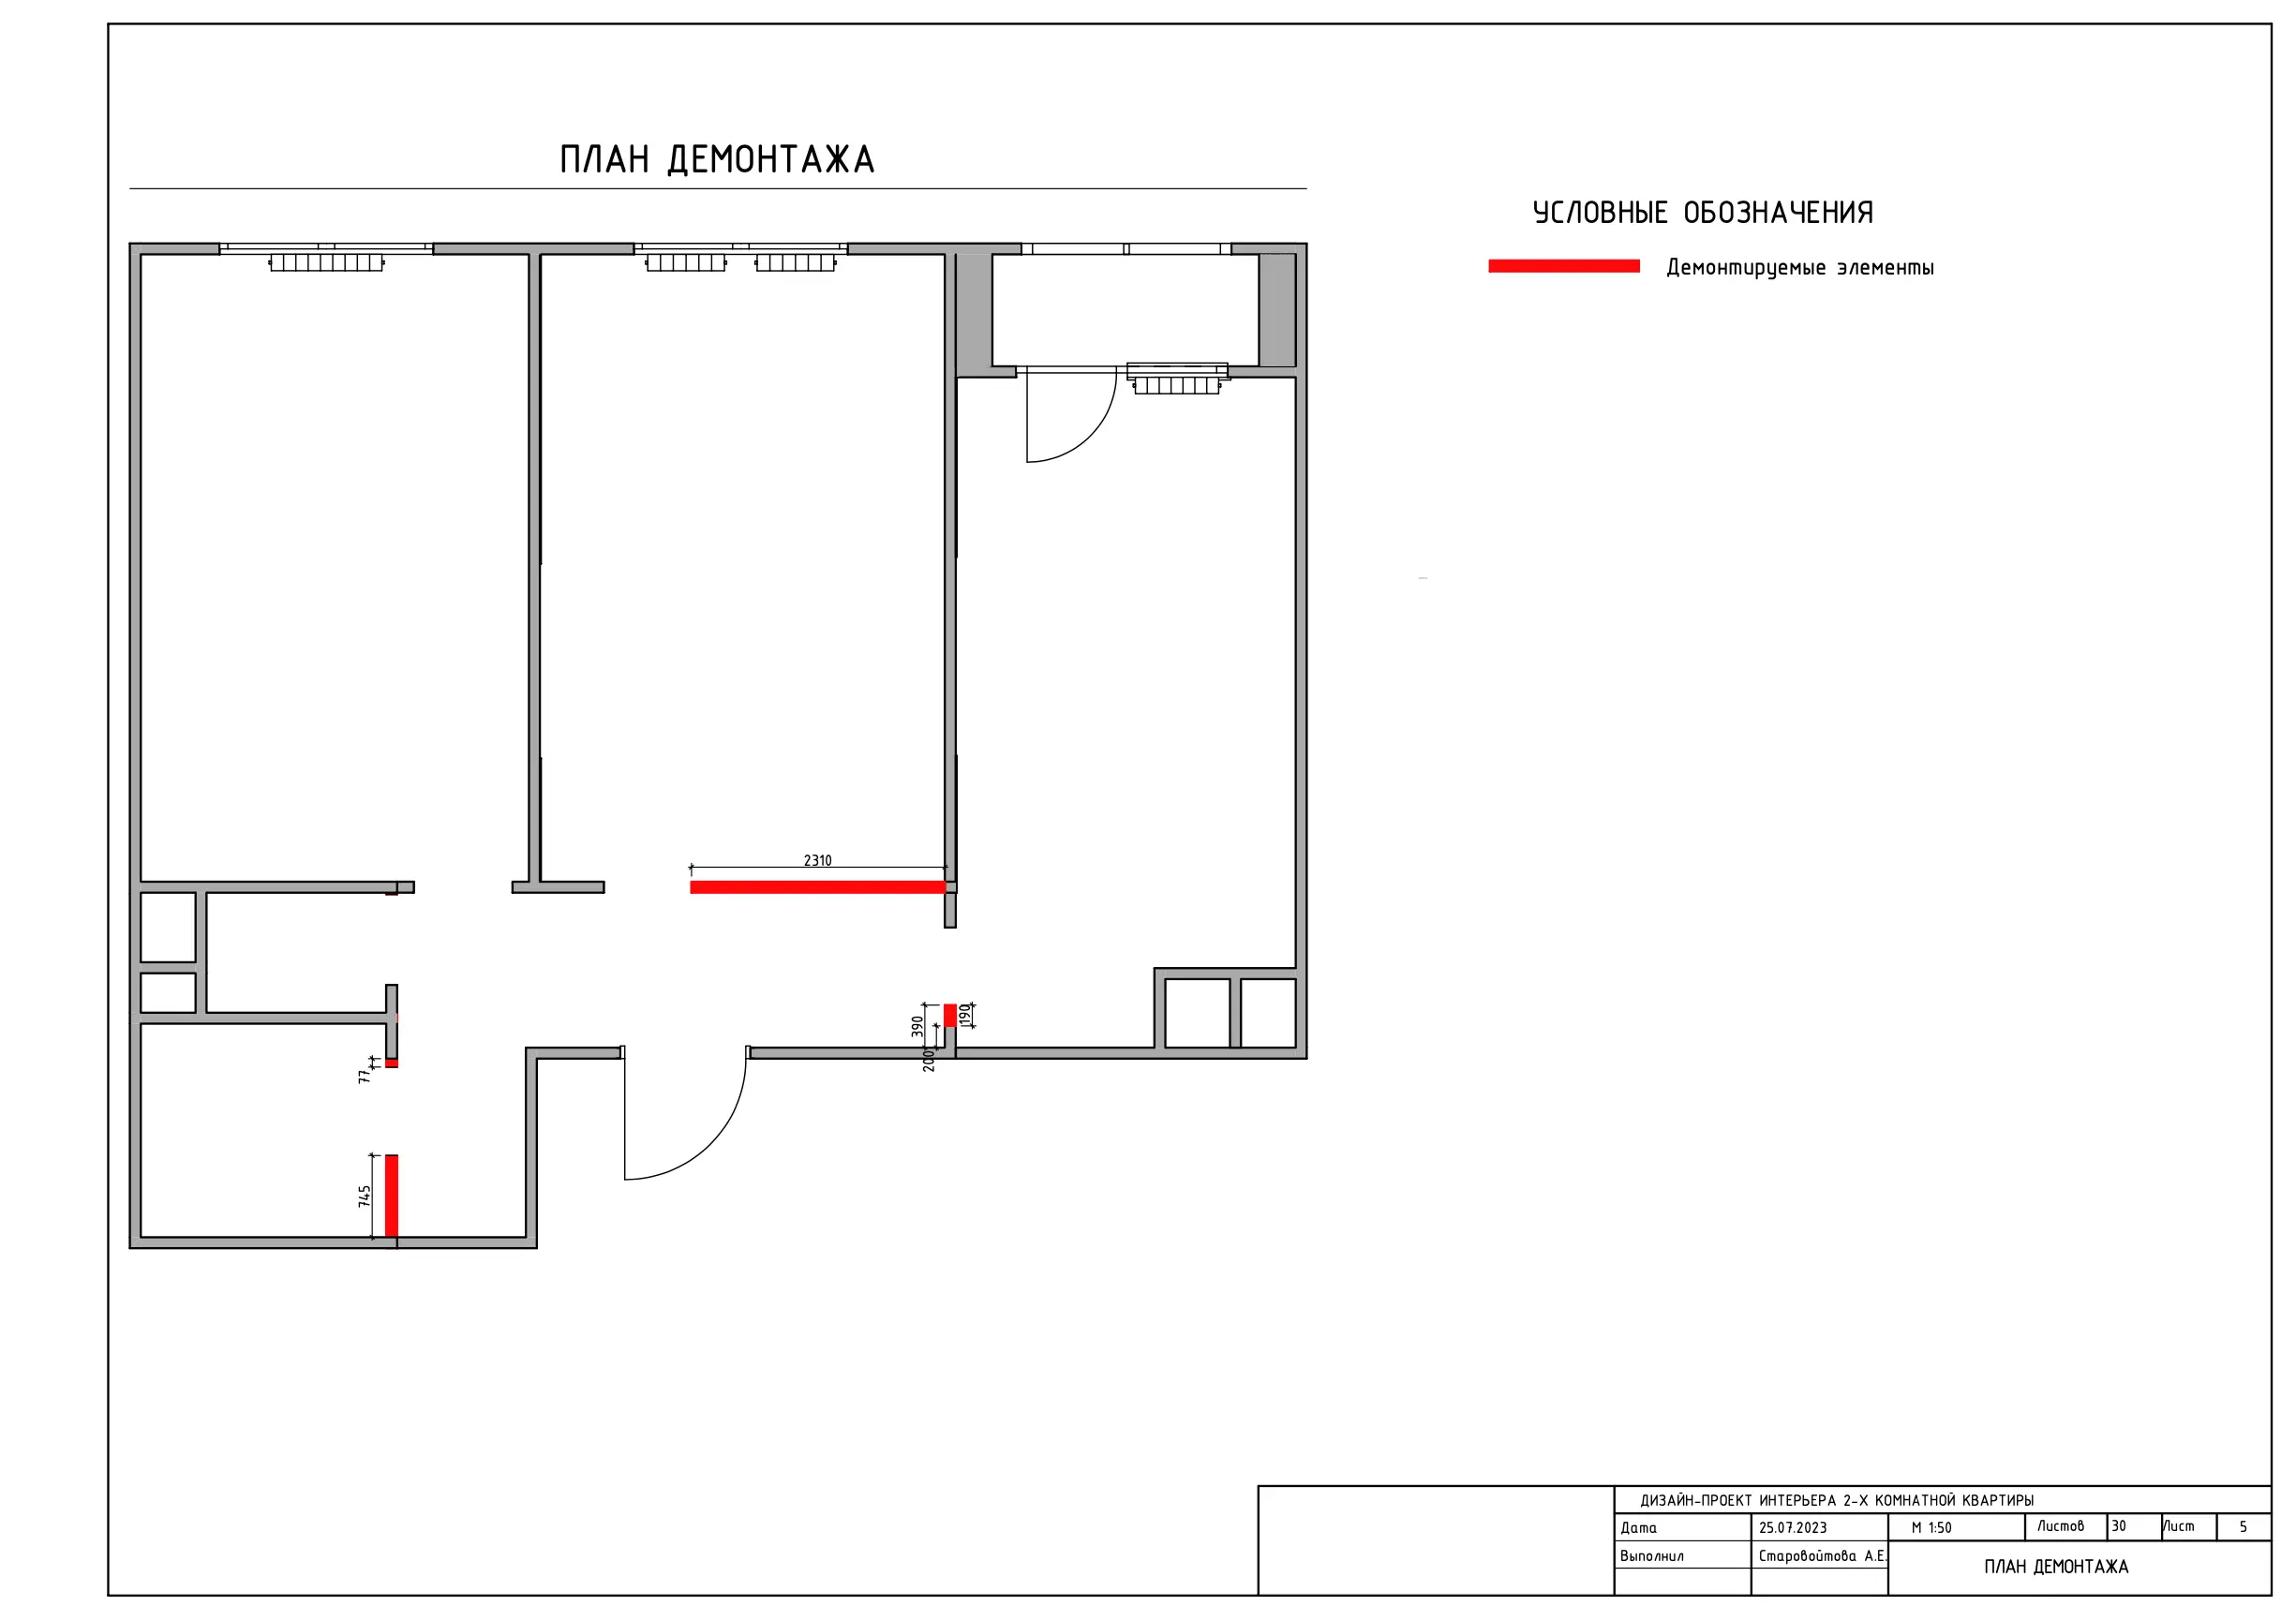 ПЛАН ДЕМОНТАЖА
УСЛОВНЫЕ ОБОЗНАЧЕНИЯ
Демонтируемые элементы
2310
390
190
200
77
745
ДИЗАЙН-ПРОЕКТ ИНТЕРЬЕРА 2-Х КОМНАТНОЙ КВАРТИРЫ
Дата 25.07.2023 М 1:50 Листов 30 Лист 5
Выполнил Старовойтова А.Е.
ПЛАН ДЕМОНТАЖА